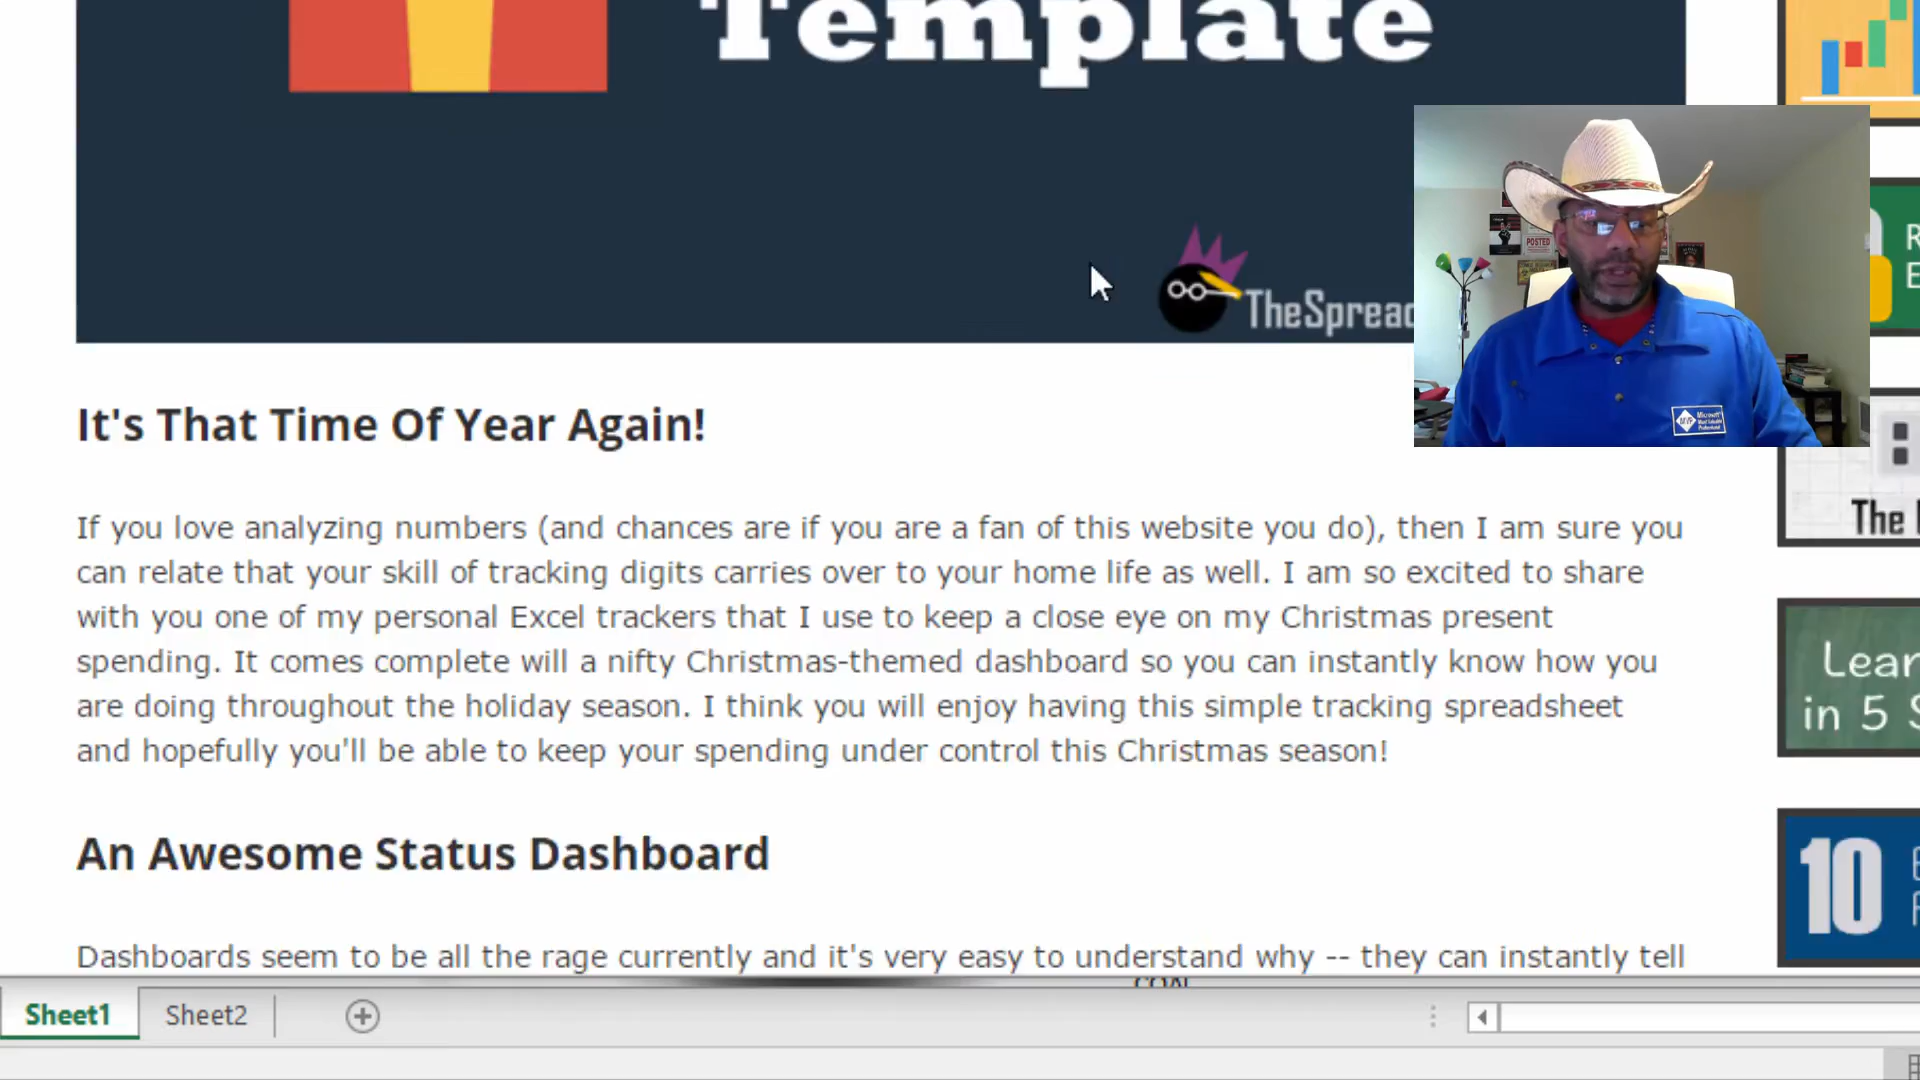 Template
TheSpread
POSTED
Microsoft
MVP
It's That Time Of Year Again!
If you love analyzing numbers (and chances are if you are a fan of this website you do), then I am sure you
can relate that your skill of tracking digits carries over to your home life as well. I am so excited to share
with you one of my personal Excel trackers that I use to keep a close eye on my Christmas present
spending. It comes complete will a nifty Christmas-themed dashboard so you can instantly know how you
are doing throughout the holiday season. I think you will enjoy having this simple tracking spreadsheet
and hopefully you'll be able to keep your spending under control this Christmas season!
The
Lear
in 5 S
10
An Awesome Status Dashboard
Dashboards seem to be all the rage currently and it's very easy to understand why -- they can instantly tell
Sheet1
Sheet2